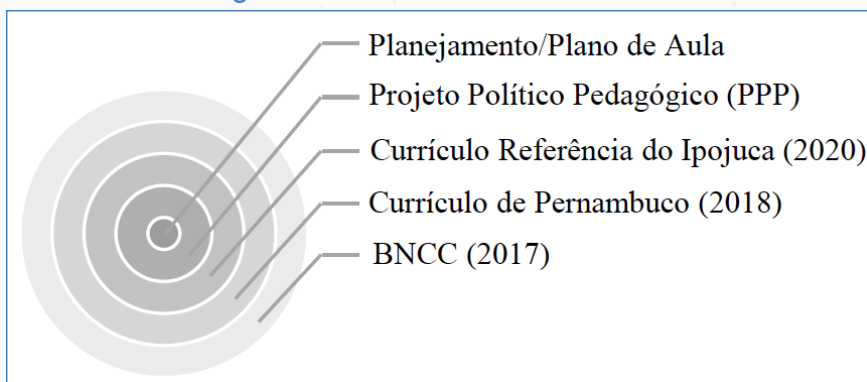 Planejamento/Plano de Aula
Projeto Político Pedagógico (PPP)
Currículo Referência do Ipojuca (2020)
Currículo de Pernambuco (2018)
BNCC (2017)